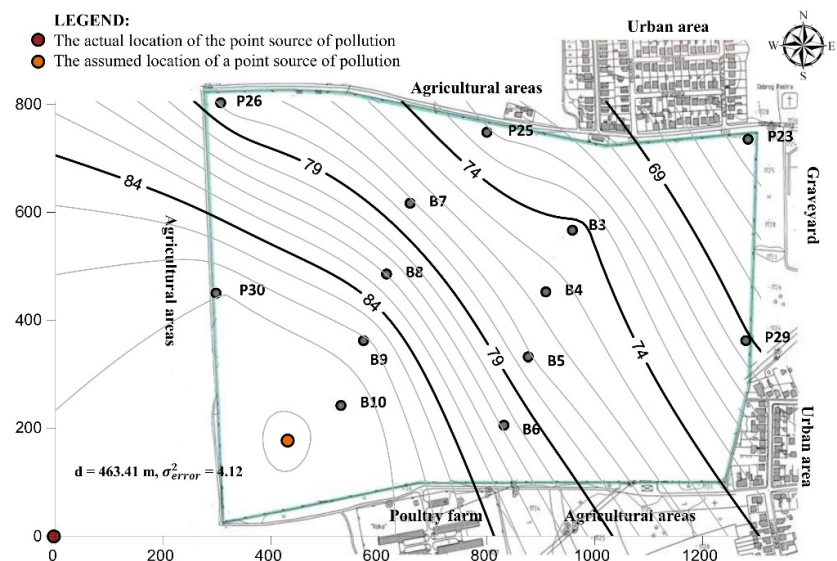 LEGEND:
The actual location of the point source of pollution
The assumed location of a point source of pollution
Urban area
N
W E
S
Agricultural areas
800
P26
P25
P23
79
74
69
84
Graveyard
600
B7
B3
Agricultural areas
B8
P30
B4
84
400
B9
79
B5
74
P29
B10
B6
200
Urban area
d = 463.41 m, σ²error = 4.12
Poultry farm
Agricultural areas
0
0 200 400 600 800 1000 1200